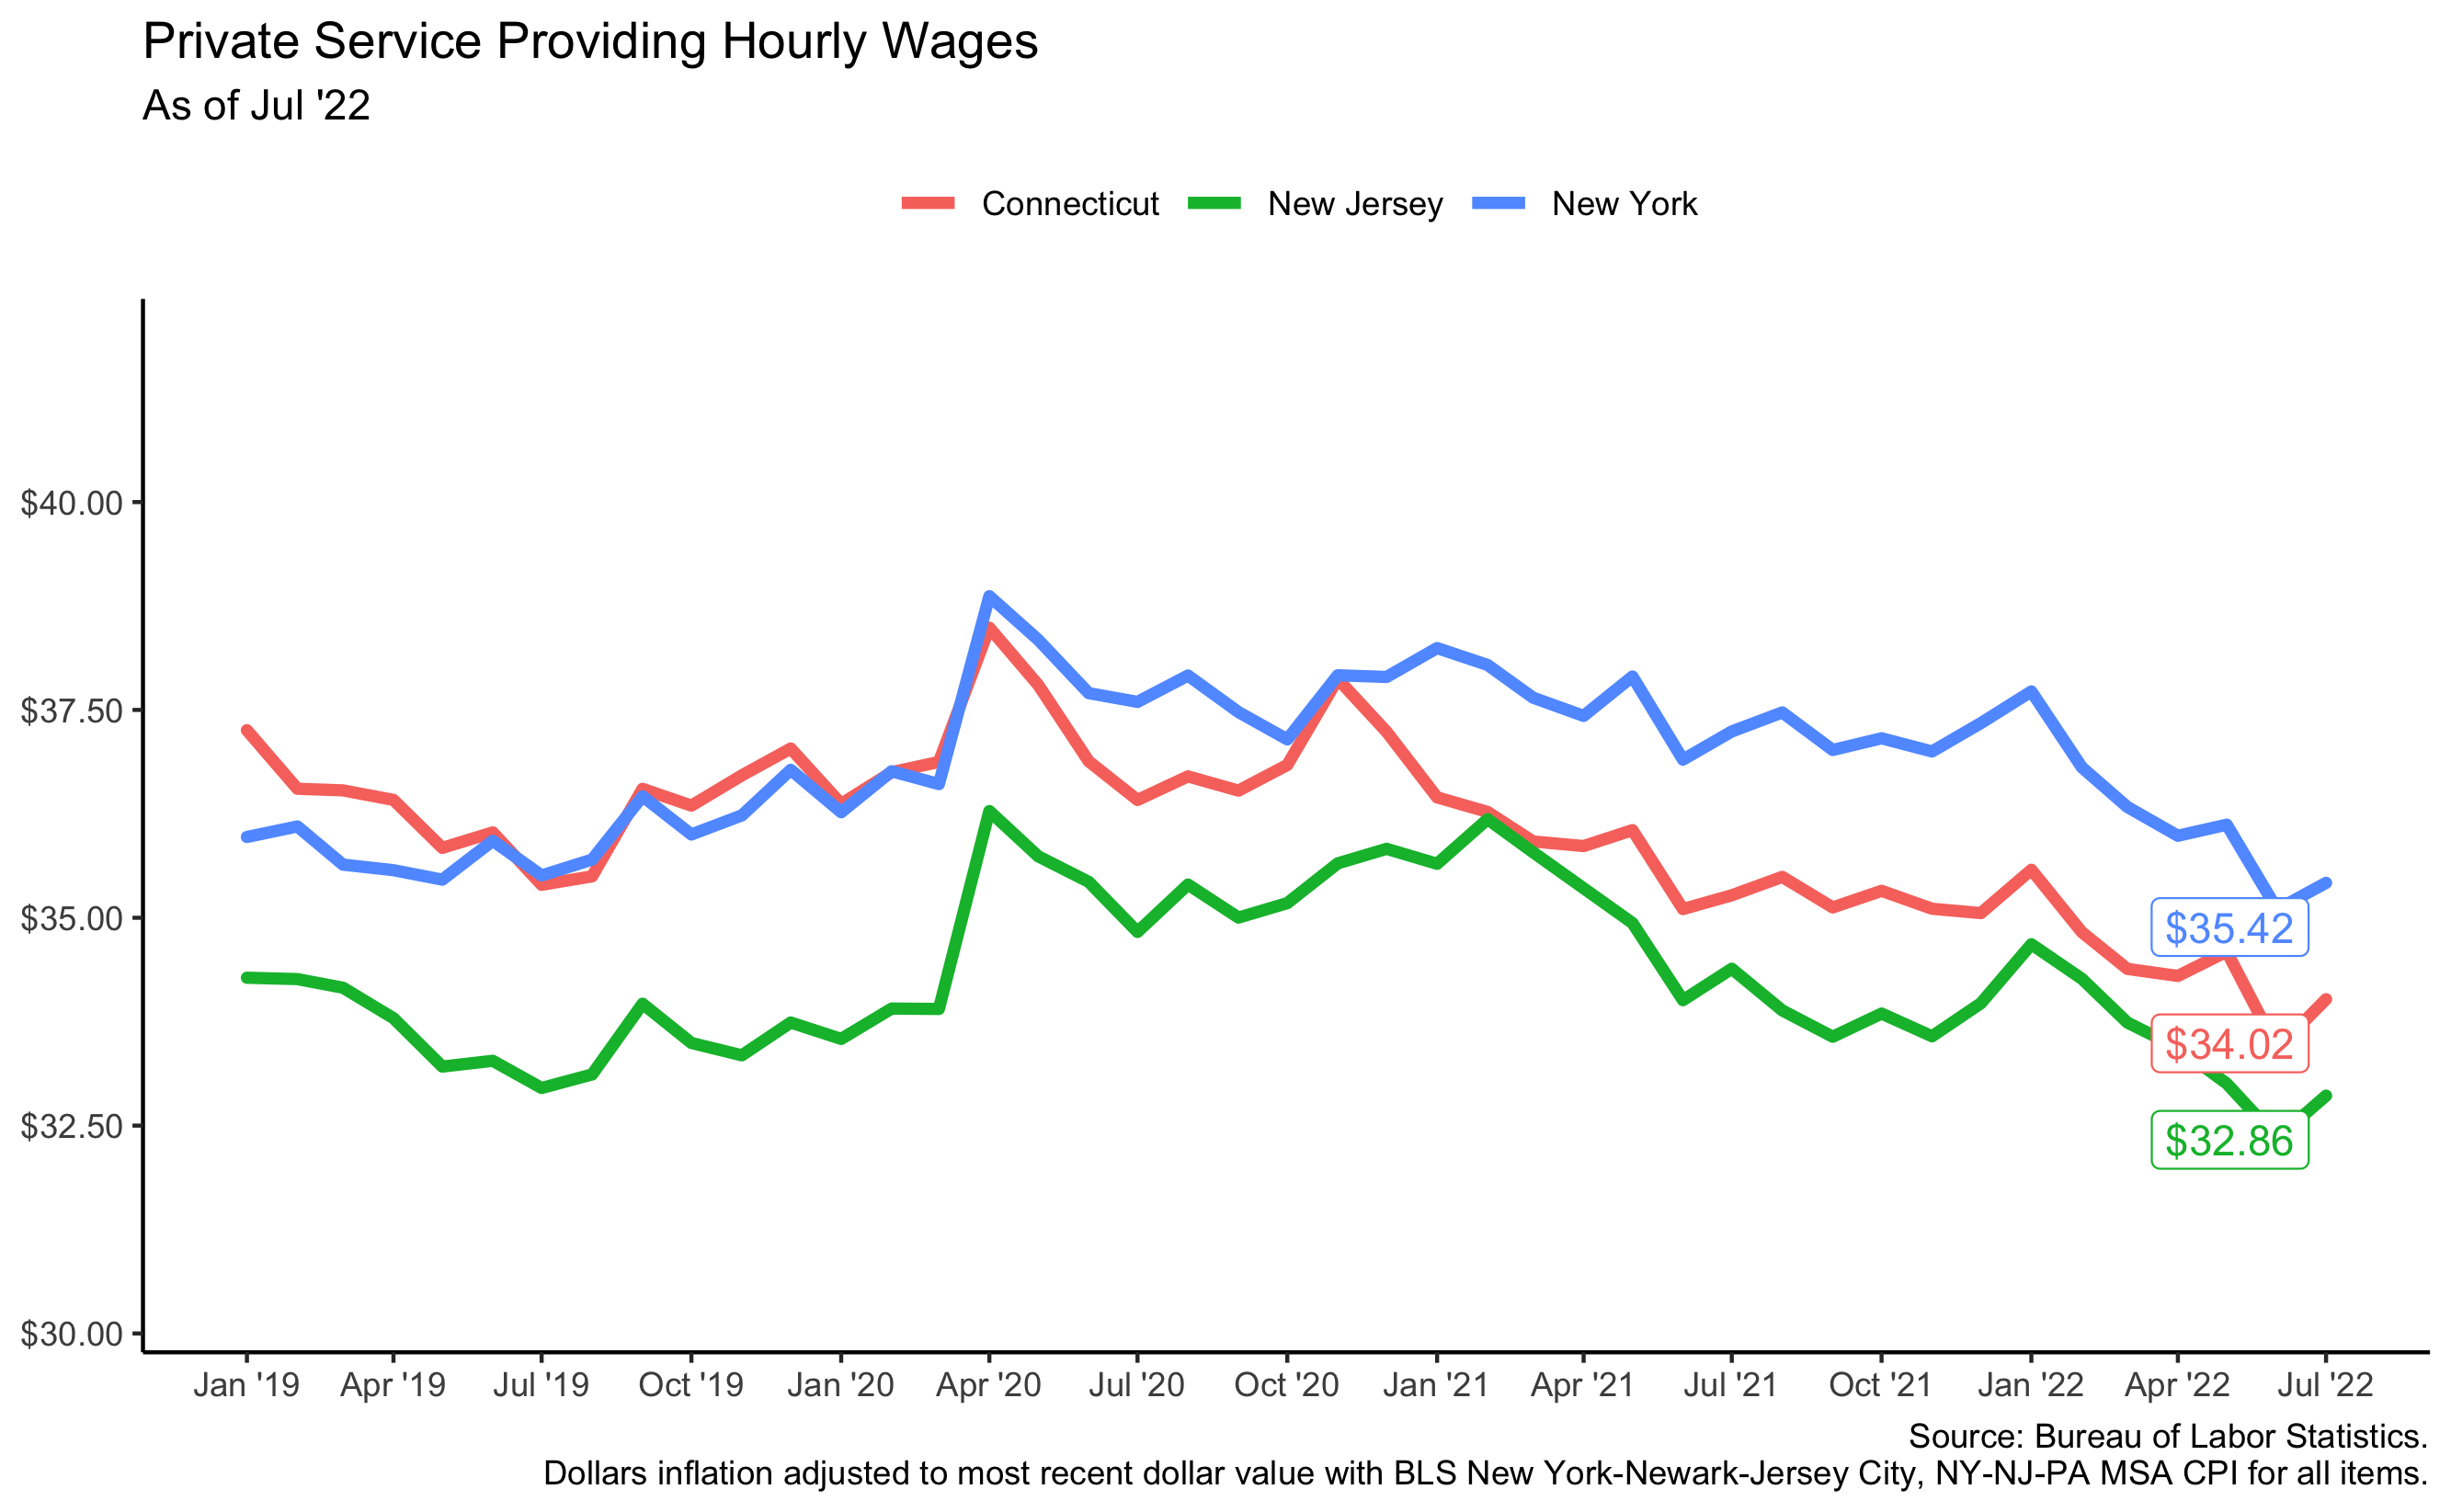 Private Service Providing Hourly Wages
As of Jul '22
Connecticut New Jersey New York
$40.00
$37.50
$35.00
$32.50
$30.00
$35.42
$34.02
$32.86
Jan '19 Apr '19 Jul '19 Oct '19 Jan '20 Apr '20 Jul '20 Oct '20 Jan '21 Apr '21 Jul '21 Oct '21 Jan '22 Apr '22 Jul '22
Source: Bureau of Labor Statistics.
Dollars inflation adjusted to most recent dollar value with BLS New York-Newark-Jersey City, NY-NJ-PA MSA CPI for all items.